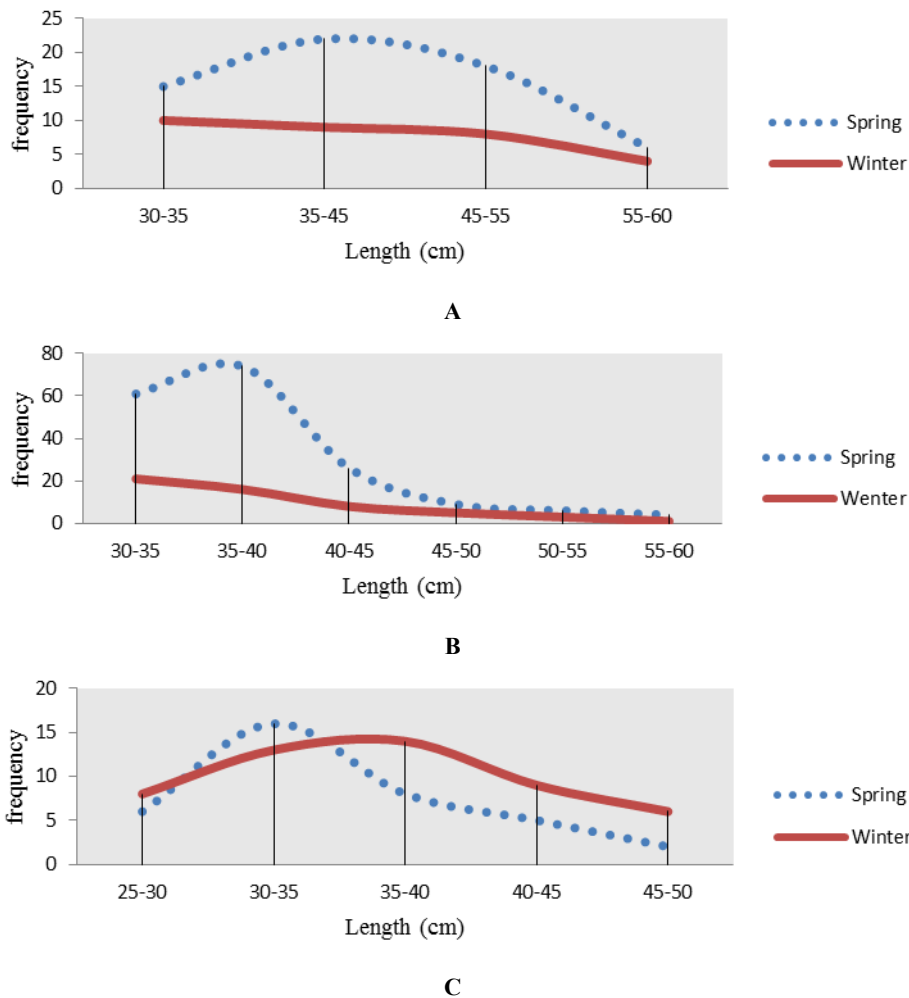 25
20
15
10
5
0
frequency
30-35 35-45 45-55 55-60
Length (cm)
Spring
Winter
A
80
60
40
20
0
frequency
30-35 35-40 40-45 45-50 50-55 55-60
Length (cm)
Spring
Wenter
B
20
15
10
5
0
frequency
25-30 30-35 35-40 40-45 45-50
Length (cm)
Spring
Winter
C